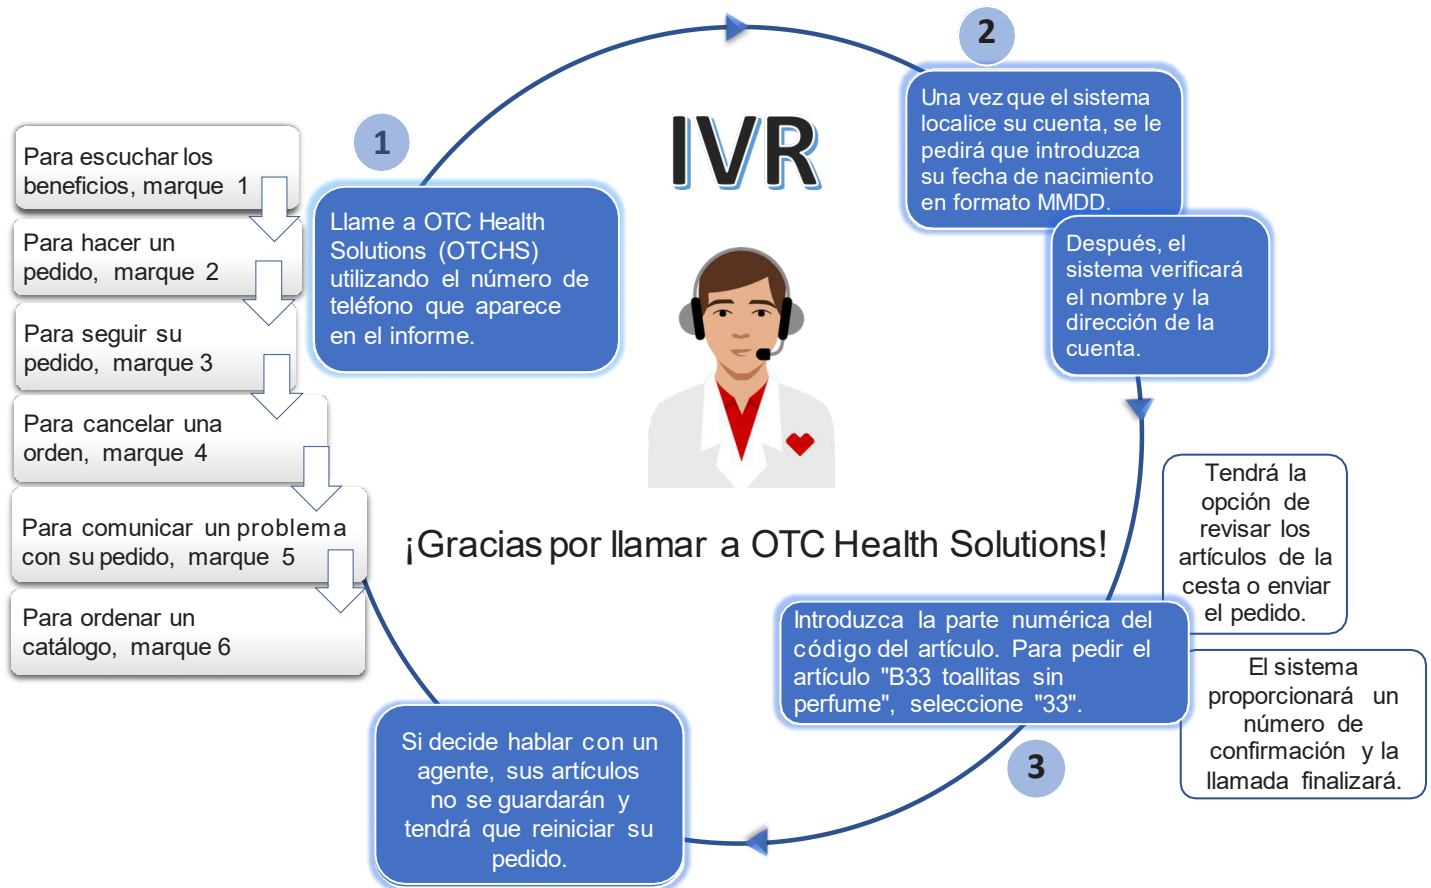 IVR
1
Llame a OTC Health
Solutions (OTCHS)
utilizando el número de
teléfono que aparece
en el informe.
Para escuchar los
beneficios, marque 1
Para hacer un
pedido, marque 2
Para seguir su
pedido, marque 3
Para cancelar una
orden, marque 4
Para comunicar un problema
con su pedido, marque 5
Para ordenar un
catálogo, marque 6
2
Una vez que el sistema
localice su cuenta, se le
pedirá que introduzca
su fecha de nacimiento
en formato MMDD.
Después, el
sistema verificará
el nombre y la
dirección de la
cuenta.
¡Gracias por llamar a OTC Health Solutions!
3
Introduzca la parte numérica del
código del artículo. Para pedir el
artículo "B33 toallitas sin
perfume", seleccione "33".
Tendrá la
opción de
revisar los
artículos de la
cesta o enviar
el pedido.
El sistema
proporcionará un
número de
confirmación y la
llamada finalizará.
Si decide hablar con un
agente, sus artículos
no se guardarán y
tendrá que reiniciar su
pedido.